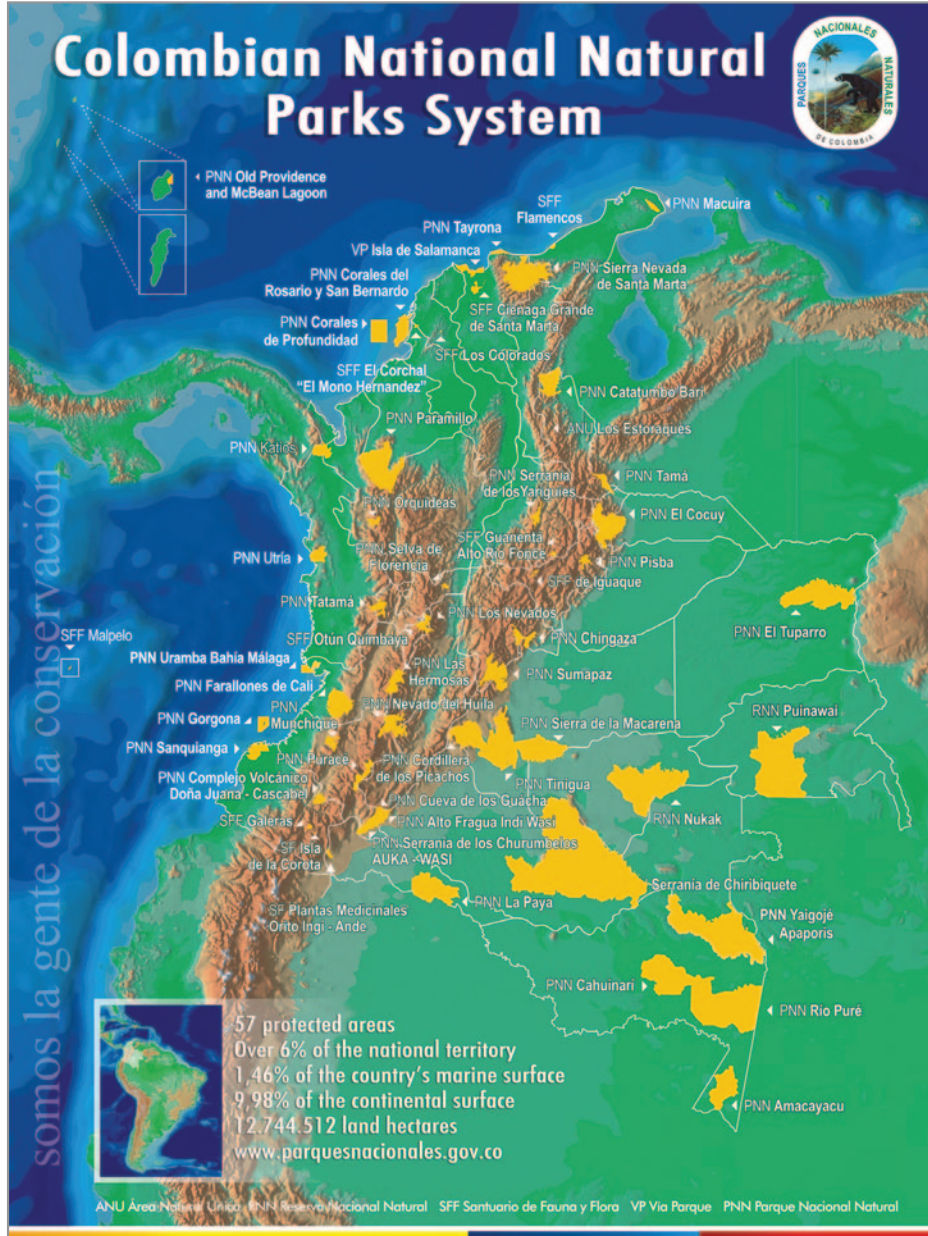 Colombian National Natural
Parks System
PARQUES
NACIONALES
NATURALES
DE COLOMBIA
PNN Old Providence
and McBean Lagoon
SFF
Flamencos
PNN Macuira
PNN Tayrona
VP Isla de Salamanca
PNN Corales del
Rosario y San Bernardo
PNN Sierra Nevada
de Santa Marta
SFF Ciénaga Grande
de Santa Marta
PNN Corales
de Profundidad
SFF Los Colorados
SFF El Corchal
"El Mono Hernandez"
PNN Catatumbo Bari
PNN Paramillo
ANU Los Estoraques
PNN Katíos
PNN Serranía
de los Yariguíes
PNN Tamá
PNN Orquídeas
PNN El Cocuy
SFF Guanentá
Alto Río Fonce
PNN Selva de
Florencia
PNN Utría
PNN Pisba
SFF de Iguaque
PNN Tatamá
PNN Los Nevados
PNN El Tuparro
SFF Malpelo
SFF Otún Quimbaya
PNN Chingaza
PNN Uramba Bahía Málaga
PNN Las
Hermosas
PNN Sumapaz
PNN Farallones de Cali
PNN
Munchique
PNN Nevado del Huila
PNN Gorgona
PNN Sierra de la Macarena
RNN Puinawai
PNN Sanquianga
PNN Puracé
PNN Cordillera
de los Picachos
PNN Complejo Volcánico
Doña Juana - Cascabel
PNN Tinigua
PNN Cueva de los Guacha
SFF Galeras
PNN Alto Fragua Indi Wasi
RNN Nukak
PNN Serranía de los Churumbelos
AUKA - WASI
SF Isla
de la Corota
Serranía de Chiribiquete
PNN La Paya
SF Plantas Medicinales
Orito Ingi - Ande
PNN Yaigojé
Apaporis
PNN Cahuinari
PNN Río Puré
PNN Amacayacu
somos la gente de la conservación
57 protected areas
Over 6% of the national territory
1,46% of the country's marine surface
9,98% of the continental surface
12.744.512 land hectares
www.parquesnacionales.gov.co
ANU Área Natural Única PNN Reserva Nacional Natural SFF Santuario de Fauna y Flora VP Vía Parque PNN Parque Nacional Natural